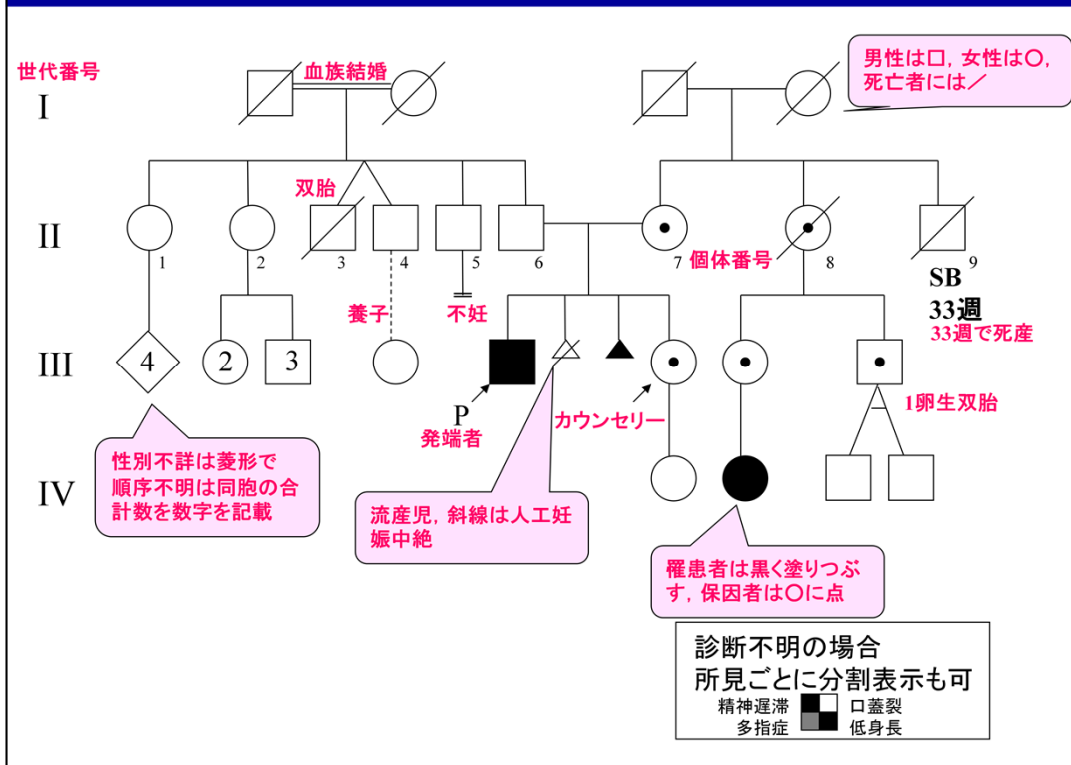 世代番号
血族結婚
男性は口, 女性は〇,
死亡者には／
I
双胎
II
1
2
3
4
5
6
7
個体番号
8
9
SB
33週
33週で死産
養子
不妊
III
4
2
3
P
発端者
カウンセリー
1卵生双胎
性別不詳は菱形で
順序不明は同胞の合
計数を数字を記載
IV
流産児, 斜線は人工妊
娠中絶
罹患者は黒く塗りつぶ
す, 保因者は〇に点
診断不明の場合
所見ごとに分割表示も可
精神遅滞 口蓋裂
多指症 低身長